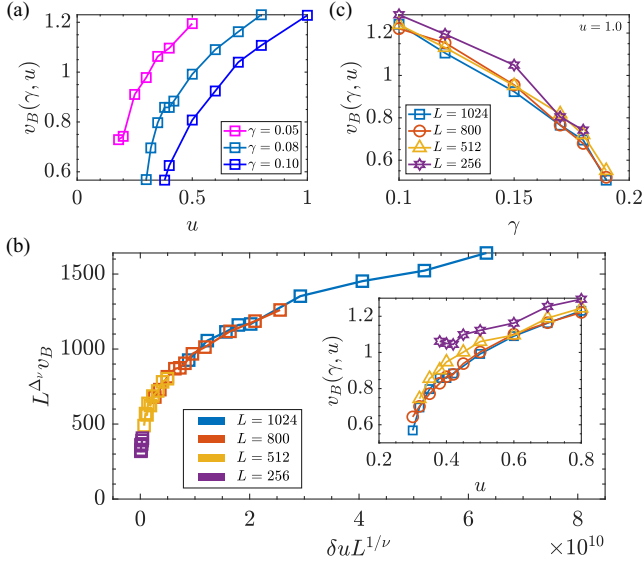 (a)
v_B(γ, u)
1.2
1
0.8
0.6
0
0.5
1
u
γ = 0.05
γ = 0.08
γ = 0.10
(c)
v_B(γ, u)
1.2
1
0.8
0.6
0.1
0.15
0.2
γ
u = 1.0
L = 1024
L = 800
L = 512
L = 256
(b)
L^{Δ_ν} v_B
1500
1000
500
0
0
2
4
6
8
×10^{10}
δuL^{1/ν}
L = 1024
L = 800
L = 512
L = 256
v_B(γ, u)
1.2
1
0.8
0.6
0.2
0.4
0.6
0.8
u